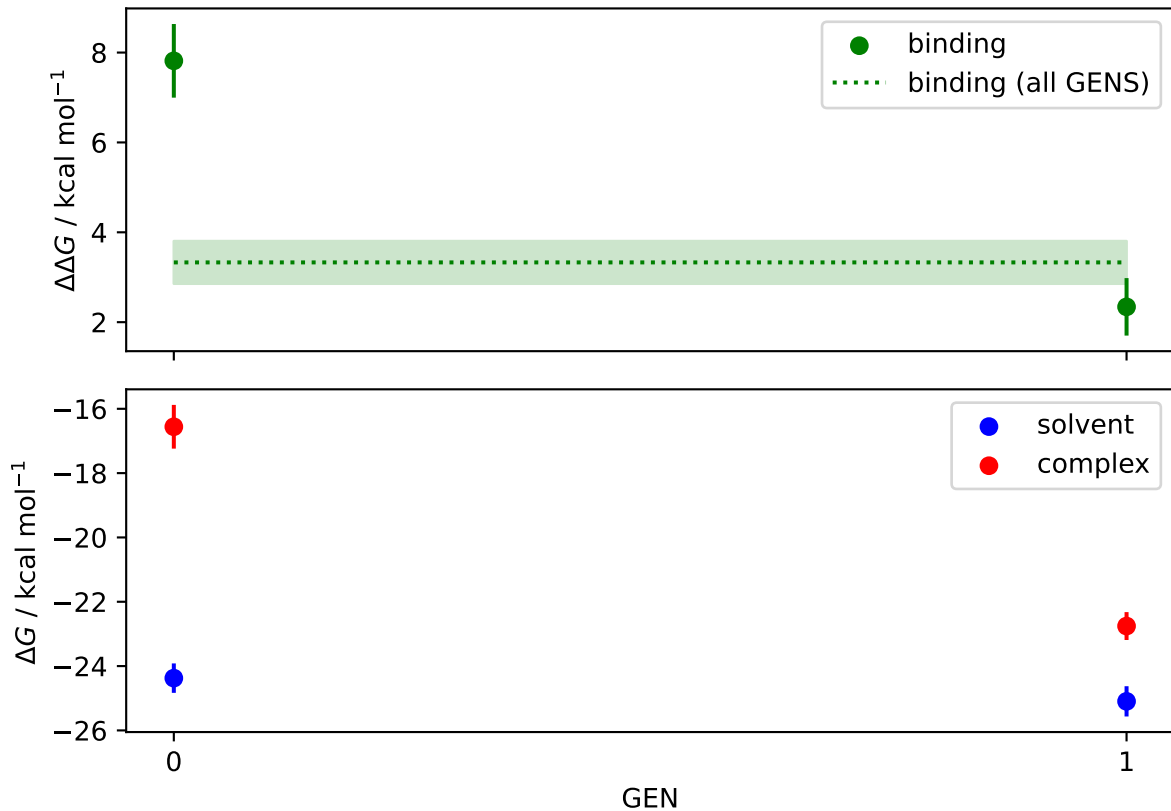 8
6
4
2
ΔΔG / kcal mol⁻¹
binding
binding (all GENS)
−16
−18
−20
−22
−24
−26
ΔG / kcal mol⁻¹
solvent
complex
0
1
GEN